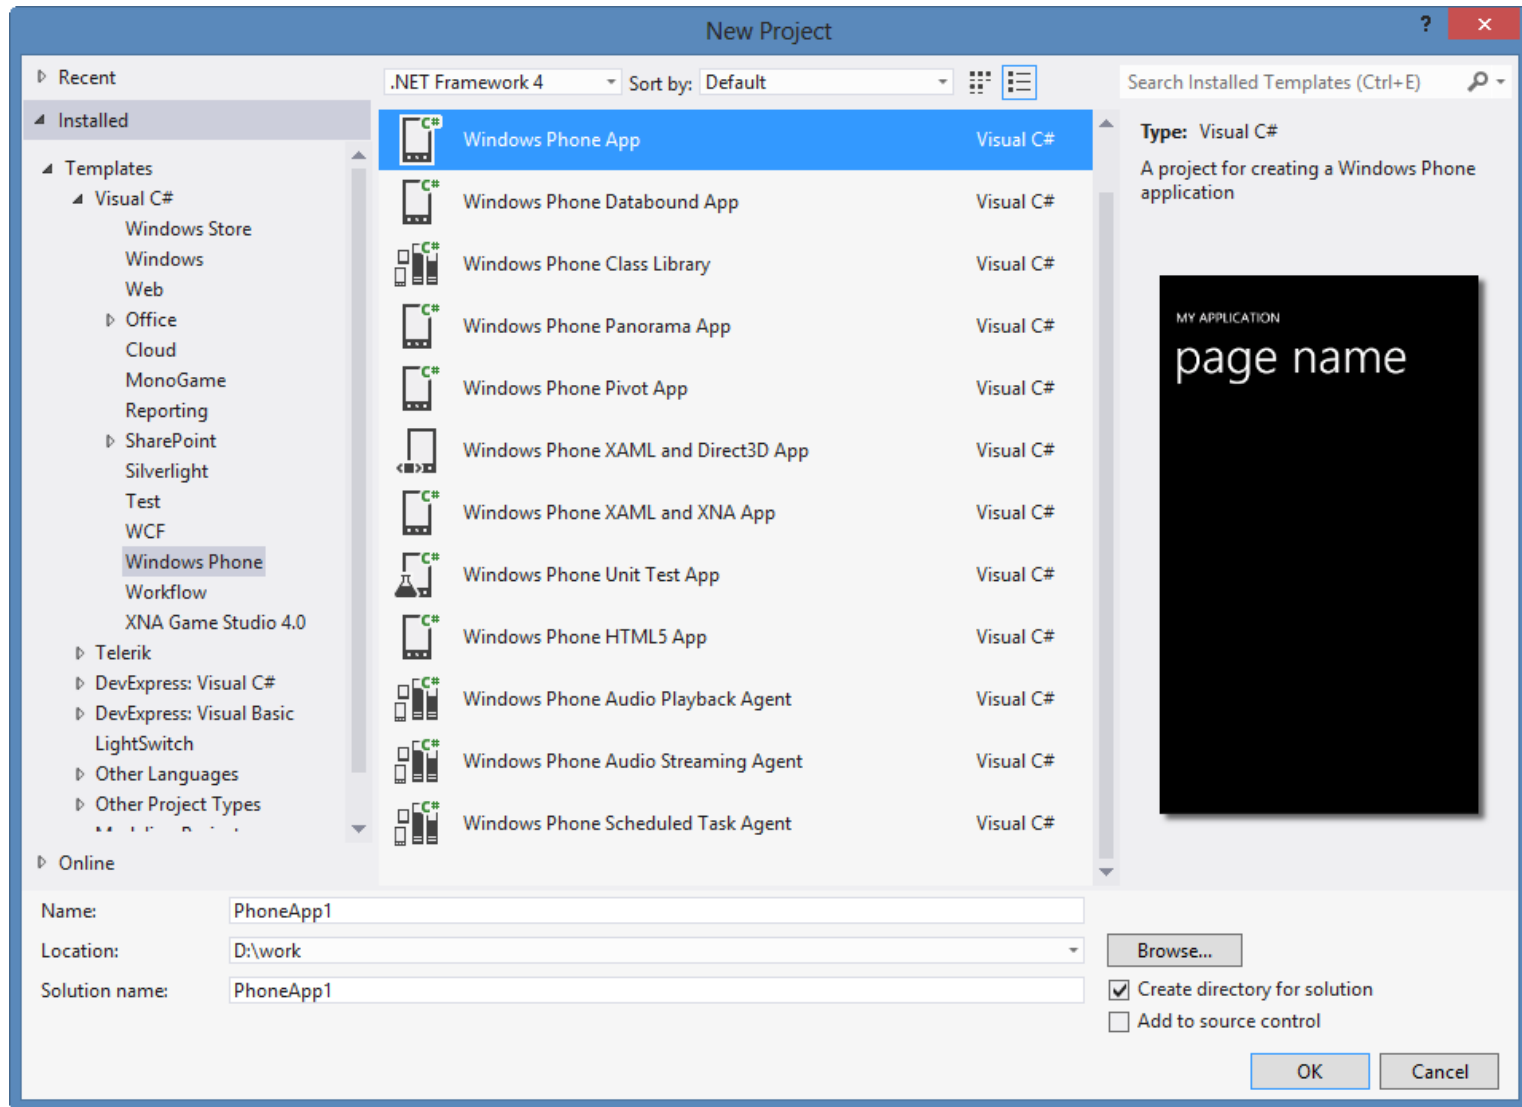 New Project
?
Recent
.NET Framework 4
Sort by:
Default
Search Installed Templates (Ctrl+E)
Installed
Templates
Visual C#
Windows Store
Windows
Web
Office
Cloud
MonoGame
Reporting
SharePoint
Silverlight
Test
WCF
Windows Phone
Workflow
XNA Game Studio 4.0
Telerik
DevExpress: Visual C#
DevExpress: Visual Basic
LightSwitch
Other Languages
Other Project Types
Online
C# Windows Phone App Visual C#
C# Windows Phone Databound App Visual C#
C# Windows Phone Class Library Visual C#
C# Windows Phone Panorama App Visual C#
C# Windows Phone Pivot App Visual C#
Windows Phone XAML and Direct3D App Visual C#
C# Windows Phone XAML and XNA App Visual C#
C# Windows Phone Unit Test App Visual C#
C# Windows Phone HTML5 App Visual C#
C# Windows Phone Audio Playback Agent Visual C#
C# Windows Phone Audio Streaming Agent Visual C#
C# Windows Phone Scheduled Task Agent Visual C#
Type: Visual C#
A project for creating a Windows Phone
application
MY APPLICATION
page name
Name: PhoneApp1
Location: D:\work
Browse...
Solution name: PhoneApp1
Create directory for solution
Add to source control
OK
Cancel